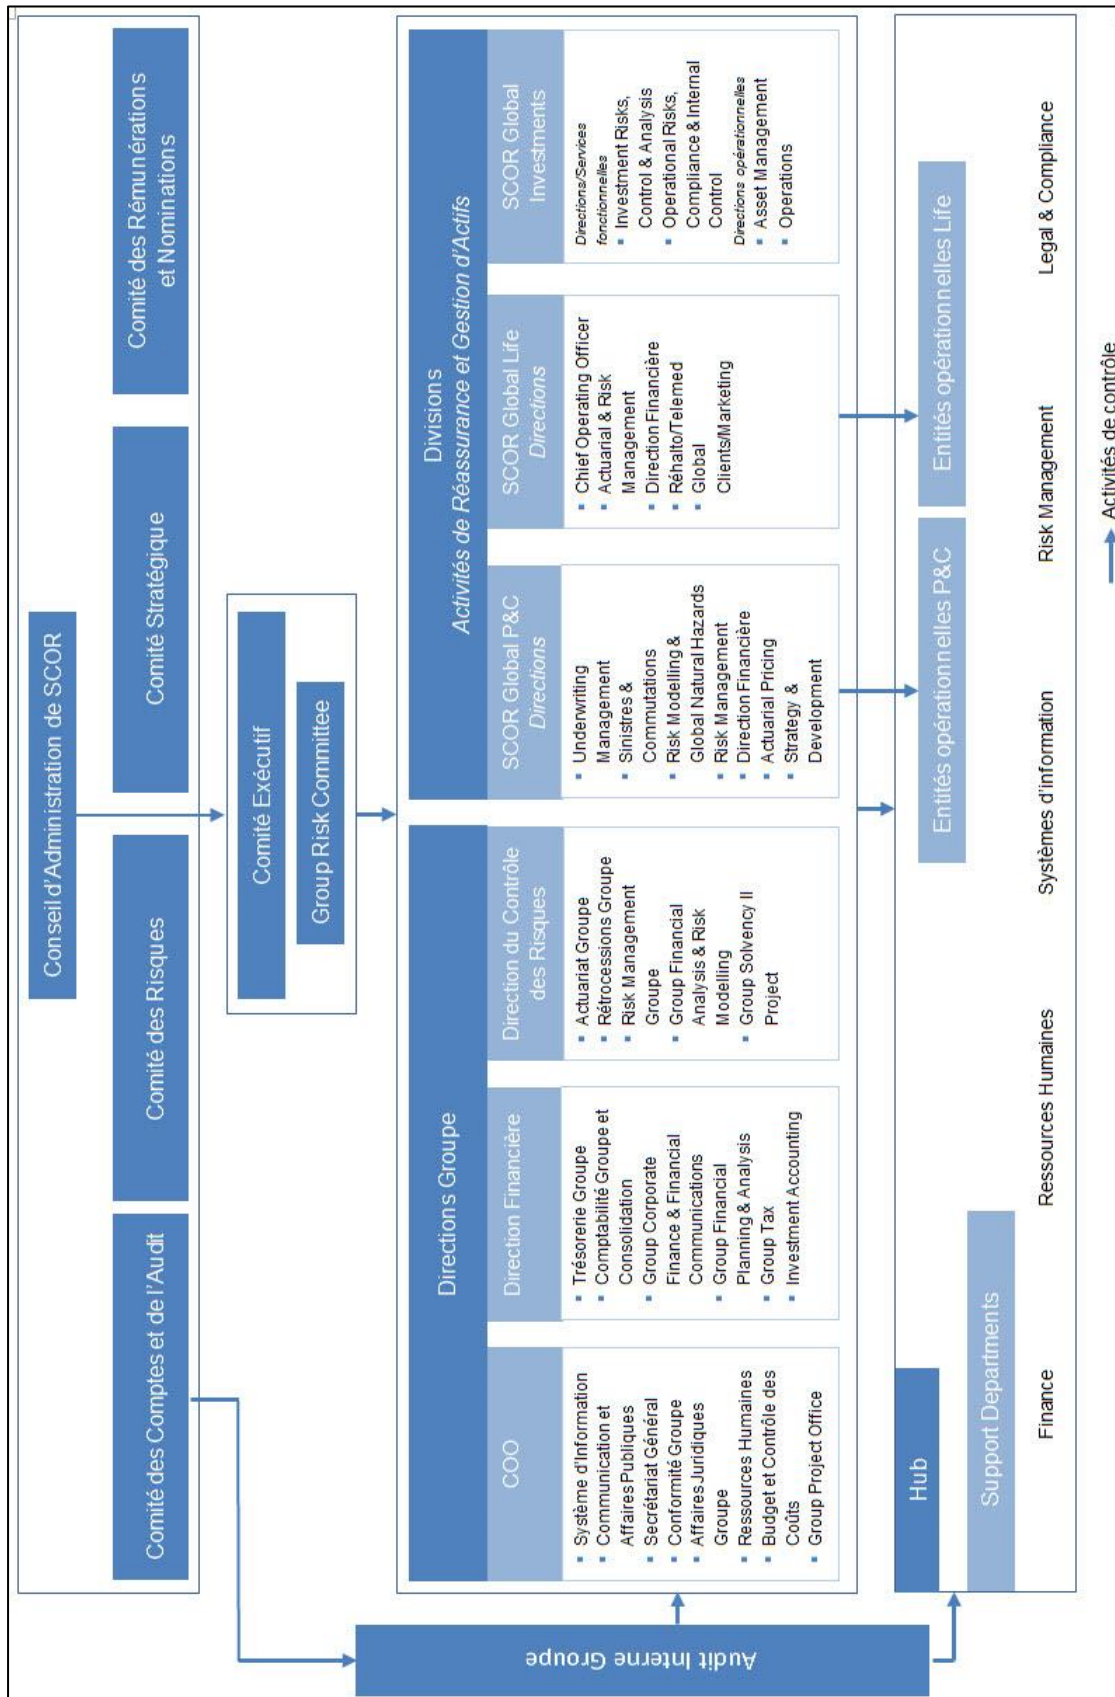 Conseil d'Administration de SCOR
Comité des Comptes et de l'Audit
Comité des Risques
Comité Stratégique
Comité des Rémunérations
et Nominations
Comité Exécutif
Group Risk Committee
Audit Interne Groupe
Directions Groupe
COO
▪ Système d'Information
▪ Communication et
Affaires Publiques
▪ Secrétariat Général
▪ Conformité Groupe
▪ Affaires Juridiques
Groupe
▪ Ressources Humaines
▪ Budget et Contrôle des
Coûts
▪ Group Project Office
Direction Financière
▪ Trésorerie Groupe
▪ Comptabilité Groupe et
Consolidation
▪ Group Corporate
Finance & Financial
Communications
▪ Group Financial
Planning & Analysis
▪ Group Tax
▪ Investment Accounting
Direction du Contrôle
des Risques
▪ Actuariat Groupe
▪ Rétrocessions Groupe
▪ Risk Management
Groupe
▪ Group Financial
Analysis & Risk
Modelling
▪ Group Solvency II
Project
Divisions
Activités de Réassurance et Gestion d'Actifs
SCOR Global P&C
Directions
▪ Underwriting
Management
▪ Sinistres &
Commutations
▪ Risk Modelling &
Global Natural Hazards
▪ Risk Management
▪ Direction Financière
▪ Actuarial Pricing
▪ Strategy &
Development
SCOR Global Life
Directions
▪ Chief Operating Officer
▪ Actuarial & Risk
Management
▪ Direction Financière
▪ Réhalto/Telemed
▪ Global
Clients/Marketing
SCOR Global
Investments
Directions/Services
fonctionnelles
▪ Investment Risks,
Control & Analysis
▪ Operational Risks,
Compliance & Internal
Control
Directions opérationnelles
▪ Asset Management
▪ Operations
Hub
Entités opérationnelles P&C
Entités opérationnelles Life
Support Departments
Finance
Ressources Humaines
Systèmes d'information
Risk Management
Legal & Compliance
Activités de contrôle